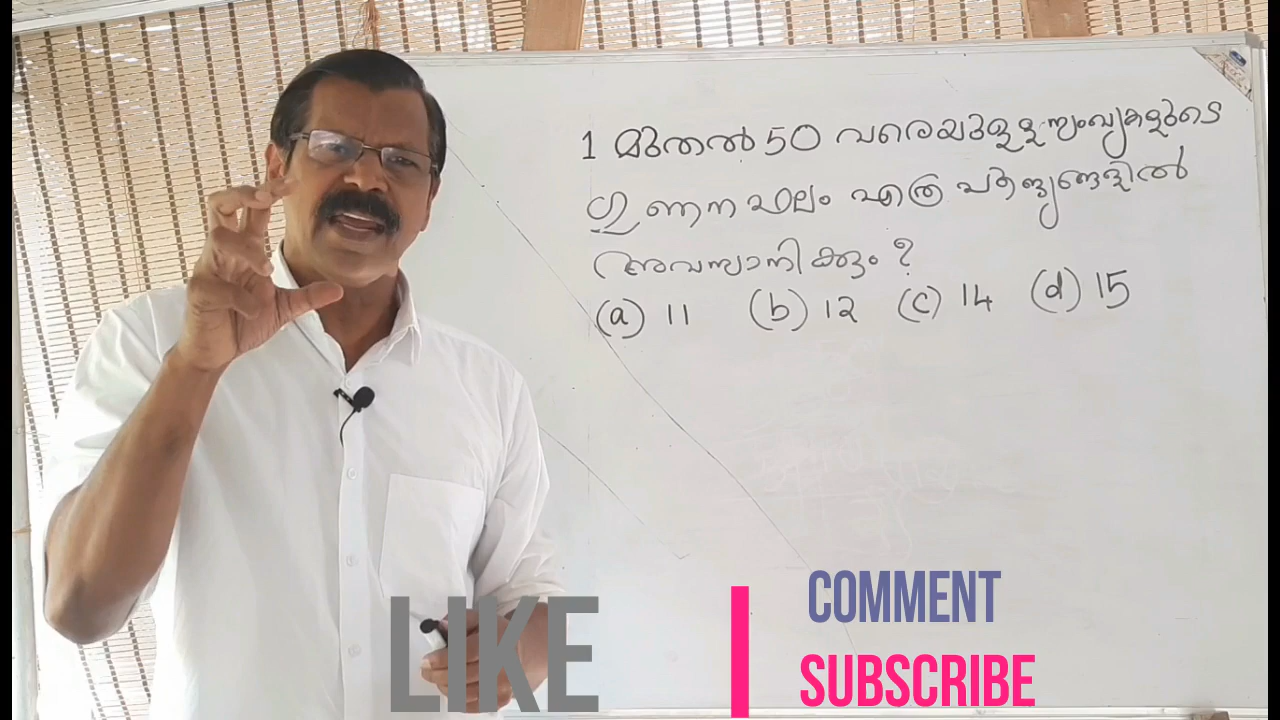 1 മുതൽ 50 വരെയുള്ള സംഖ്യകളുടെ
ഗുണനഫലം എത്ര പൂജ്യങ്ങളിൽ
അവസാനിക്കും ?
(a) 11 (b) 12 (c) 14 (d) 15
LIKE
COMMENT
SUBSCRIBE